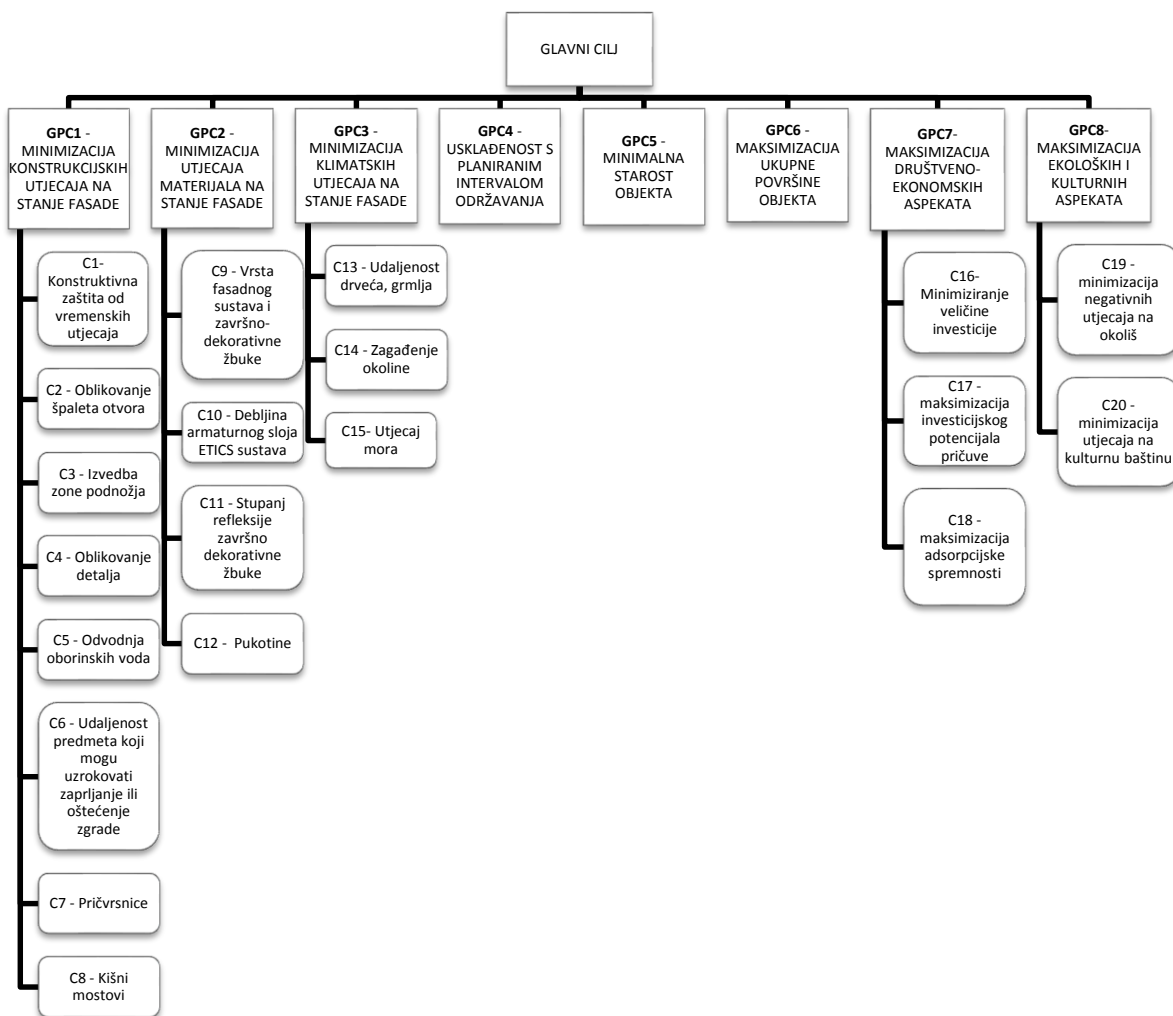 GLAVNI CILJ
GPC1 -
MINIMIZACIJA
KONSTRUKCIJSKIH
UTJECAJA NA
STANJE FASADE
GPC2 -
MINIMIZACIJA
UTJECAJA
MATERIJALA NA
STANJE FASADE
GPC3 -
MINIMIZACIJA
KLIMATSKIH
UTJECAJA NA
STANJE FASADE
GPC4 -
USKLAĐENOST S
PLANIRANIM
INTERVALOM
ODRŽAVANJA
GPC5 -
MINIMALNA
STAROST
OBJEKTA
GPC6 -
MAKSIMIZACIJA
UKUPNE
POVRŠINE
OBJEKTA
GPC7-
MAKSIMIZACIJA
DRUŠTVENO-
EKONOMSKIH
ASPEKATA
GPC8-
MAKSIMIZACIJA
EKOLOŠKIH I
KULTURNIH
ASPEKATA
C1-
Konstruktivna
zaštita od
vremenskih
utjecaja
C2 - Oblikovanje
špaleta otvora
C3 - Izvedba
zone podnožja
C4 - Oblikovanje
detalja
C5 - Odvodnja
oborinskih voda
C6 - Udaljenost
predmeta koji
mogu
uzrokovati
zaprljanje ili
oštećenje
zgrade
C7 - Pričvrsnice
C8 - Kišni
mostovi
C9 - Vrsta
fasadnog
sustava i
završno-
dekorativne
žbuke
C10 - Debljina
armaturnog sloja
ETICS sustava
C11 - Stupanj
refleksije
završno
dekorativne
žbuke
C12 - Pukotine
C13 - Udaljenost
drveća, grmlja
C14 - Zagađenje
okoline
C15- Utjecaj
mora
C16-
Minimiziranje
veličine
investicije
C17 -
maksimizacija
investicijskog
potencijala
pričuve
C18 -
maksimizacija
adsorpcijske
spremnosti
C19 -
minimizacija
negativnih
utjecaja na
okoliš
C20 -
minimizacija
utjecaja na
kulturnu baštinu